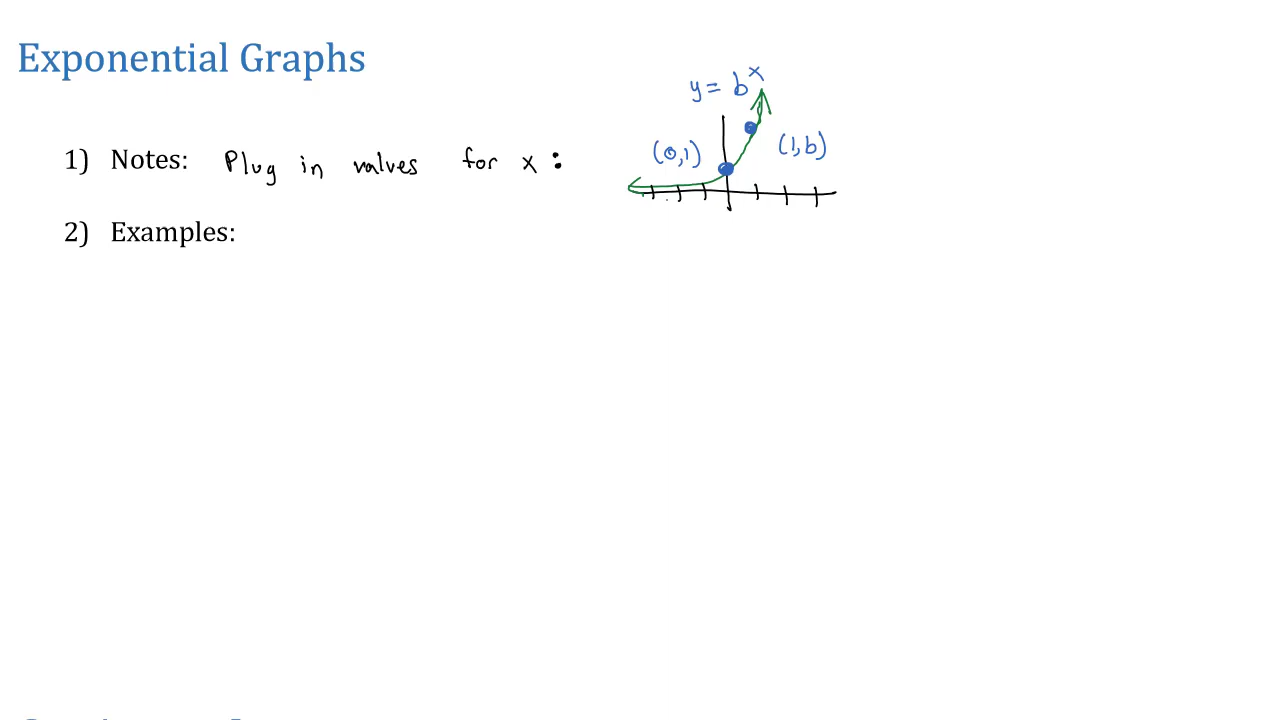 Exponential Graphs
y = b^x
(0,1) (1,b)
1) Notes: Plug in values for x :
2) Examples: